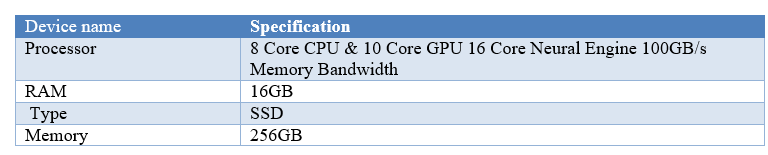 Device name Specification
Processor 8 Core CPU & 10 Core GPU 16 Core Neural Engine 100GB/s
Memory Bandwidth
RAM 16GB
Type SSD
Memory 256GB